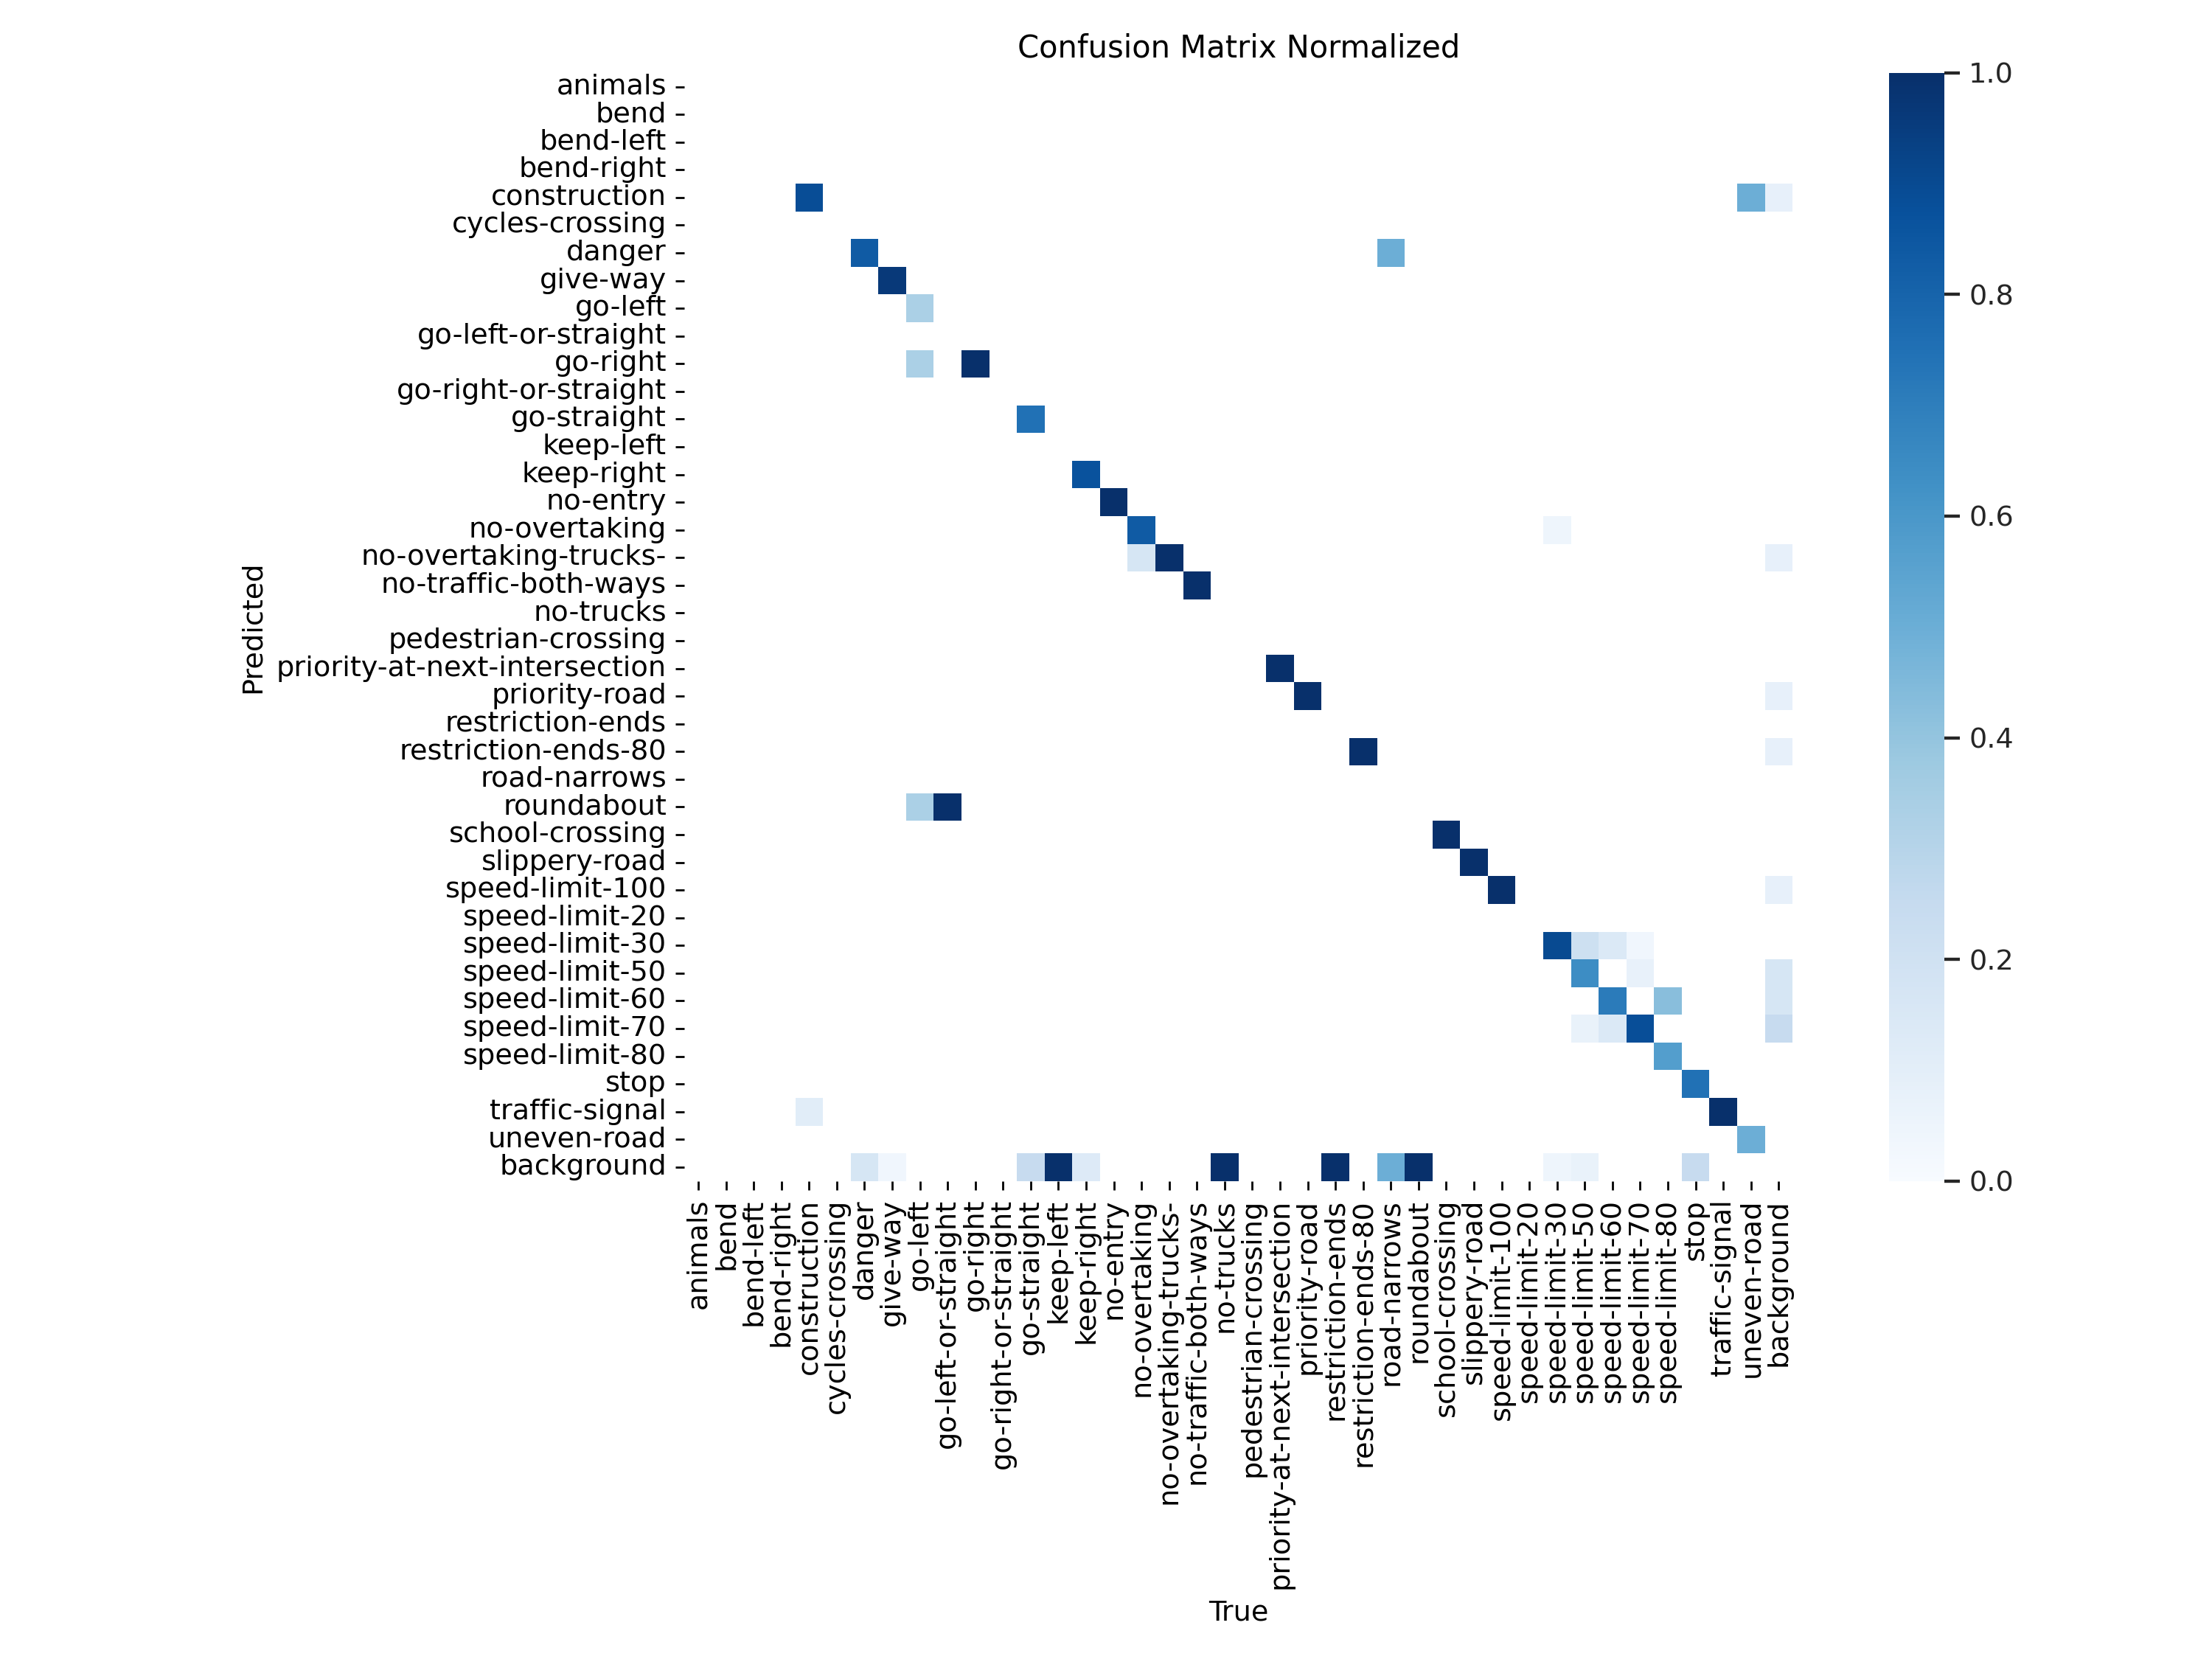 Confusion Matrix Normalized
animals
bend
bend-left
bend-right
construction
cycles-crossing
danger
give-way
go-left
go-left-or-straight
go-right
go-right-or-straight
go-straight
keep-left
keep-right
no-entry
no-overtaking
no-overtaking-trucks-
no-traffic-both-ways
no-trucks
pedestrian-crossing
priority-at-next-intersection
priority-road
restriction-ends
restriction-ends-80
road-narrows
roundabout
school-crossing
slippery-road
speed-limit-100
speed-limit-20
speed-limit-30
speed-limit-50
speed-limit-60
speed-limit-70
speed-limit-80
stop
traffic-signal
uneven-road
background
Predicted
animals
bend
bend-left
bend-right
construction
cycles-crossing
danger
give-way
go-left
go-left-or-straight
go-right
go-right-or-straight
go-straight
keep-left
keep-right
no-entry
no-overtaking
no-overtaking-trucks-
no-traffic-both-ways
no-trucks
pedestrian-crossing
priority-at-next-intersection
priority-road
restriction-ends
restriction-ends-80
road-narrows
roundabout
school-crossing
slippery-road
speed-limit-100
speed-limit-20
speed-limit-30
speed-limit-50
speed-limit-60
speed-limit-70
speed-limit-80
stop
traffic-signal
uneven-road
background
True
1.0
0.8
0.6
0.4
0.2
0.0